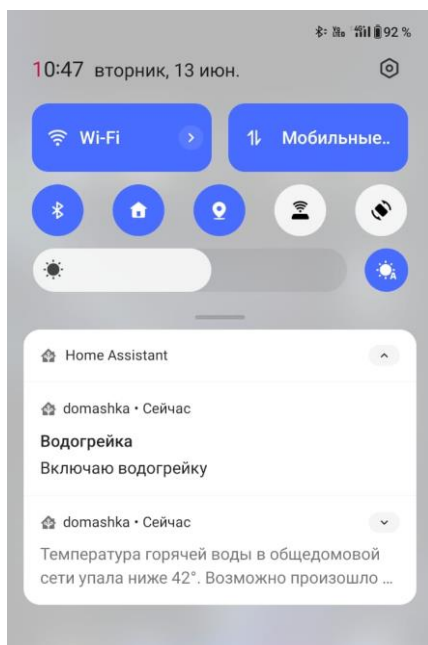 92 %
10:47 вторник, 13 июн.
Wi-Fi
Мобильные..
A
Home Assistant
domashka • Сейчас
Водогрейка
Включаю водогрейку
domashka • Сейчас
Температура горячей воды в общедомовой
сети упала ниже 42°. Возможно произошло ...